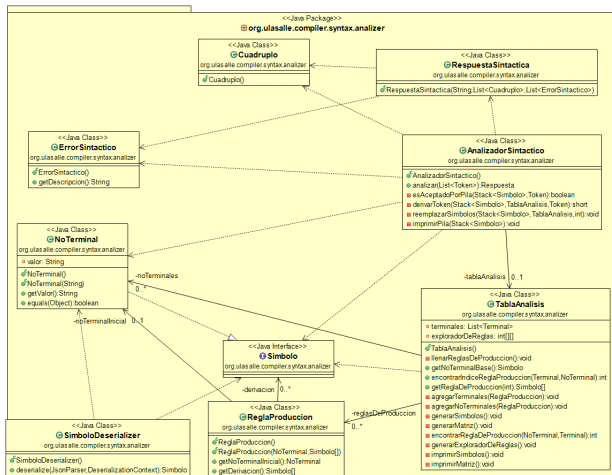 <<Java Package>>
org.ulasalle.compiler.syntax.analizer
<<Java Class>>
Cuadruplo
org.ulasalle.compiler.syntax.analizer
Cuadruplo()
<<Java Class>>
RespuestaSintactica
org.ulasalle.compiler.syntax.analizer
RespuestaSintactica(String,List<Cuadruplo>,List<ErrorSintactico>)
<<Java Class>>
ErrorSintactico
org.ulasalle.compiler.syntax.analizer
ErrorSintactico()
getDescripcion():String
<<Java Class>>
AnalizadorSintactico
org.ulasalle.compiler.syntax.analizer
AnalizadorSintactico()
analizar(List<Token>):Respuesta
esAceptadoPorPila(Stack<Simbolo>,Token):boolean
derivarToken(Stack<Simbolo>,TablaAnalisis,Token):short
reemplazarSimbolos(Stack<Simbolo>,TablaAnalisis,int):void
imprimirPila(Stack<Simbolo>):void
<<Java Class>>
NoTerminal
org.ulasalle.compiler.syntax.analizer
valor: String
NoTerminal()
NoTerminal(String)
getValor():String
equals(Object):boolean
-noTerminales
0..*
-noTerminalInicial 0..1
-tablaAnalisis 0..1
<<Java Class>>
TablaAnalisis
org.ulasalle.compiler.syntax.analizer
terminales: List<Terminal>
exploradorDeReglas: int[][]
TablaAnalisis()
llenarReglasDeProduccion():void
getNoTerminalBase():Simbolo
encontrarIndiceReglaProduccion(Terminal,NoTerminal):int
getReglaDeProduccion(int):Simbolo[]
agregarTerminales(ReglaProduccion):void
agregarNoTerminales(ReglaProduccion):void
generarSimbolos():void
generarMatriz():void
encontrarReglaDeProduccion(NoTerminal,Terminal):int
generarExploradorDeReglas():void
imprimirSimbolos():void
imprimirMatriz():void
<<Java Interface>>
Simbolo
org.ulasalle.compiler.syntax.analizer
-derivacion 0..*
-reglasDeProduccion
0..*
<<Java Class>>
ReglaProduccion
org.ulasalle.compiler.syntax.analizer
ReglaProduccion()
ReglaProduccion(NoTerminal,Simbolo[])
getNoTerminalInicial():NoTerminal
getDerivacion():Simbolo[]
<<Java Class>>
SimboloDeserializer
org.ulasalle.compiler.syntax.analizer
SimboloDeserializer()
deserialize(JsonParser,DeserializationContext):Simbolo